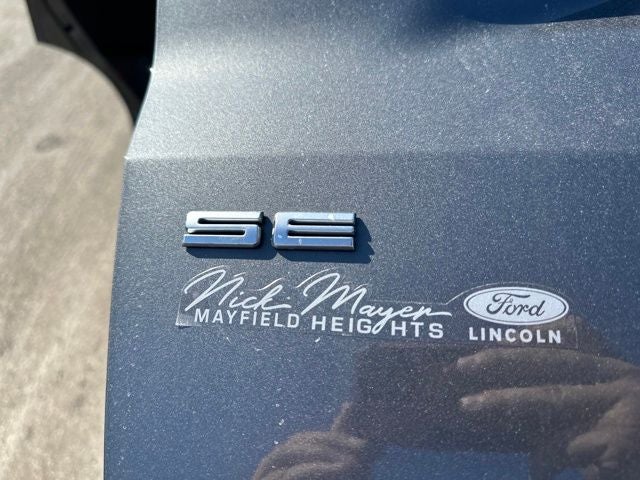 SE
Nick Mayer Ford
MAYFIELD HEIGHTS LINCOLN